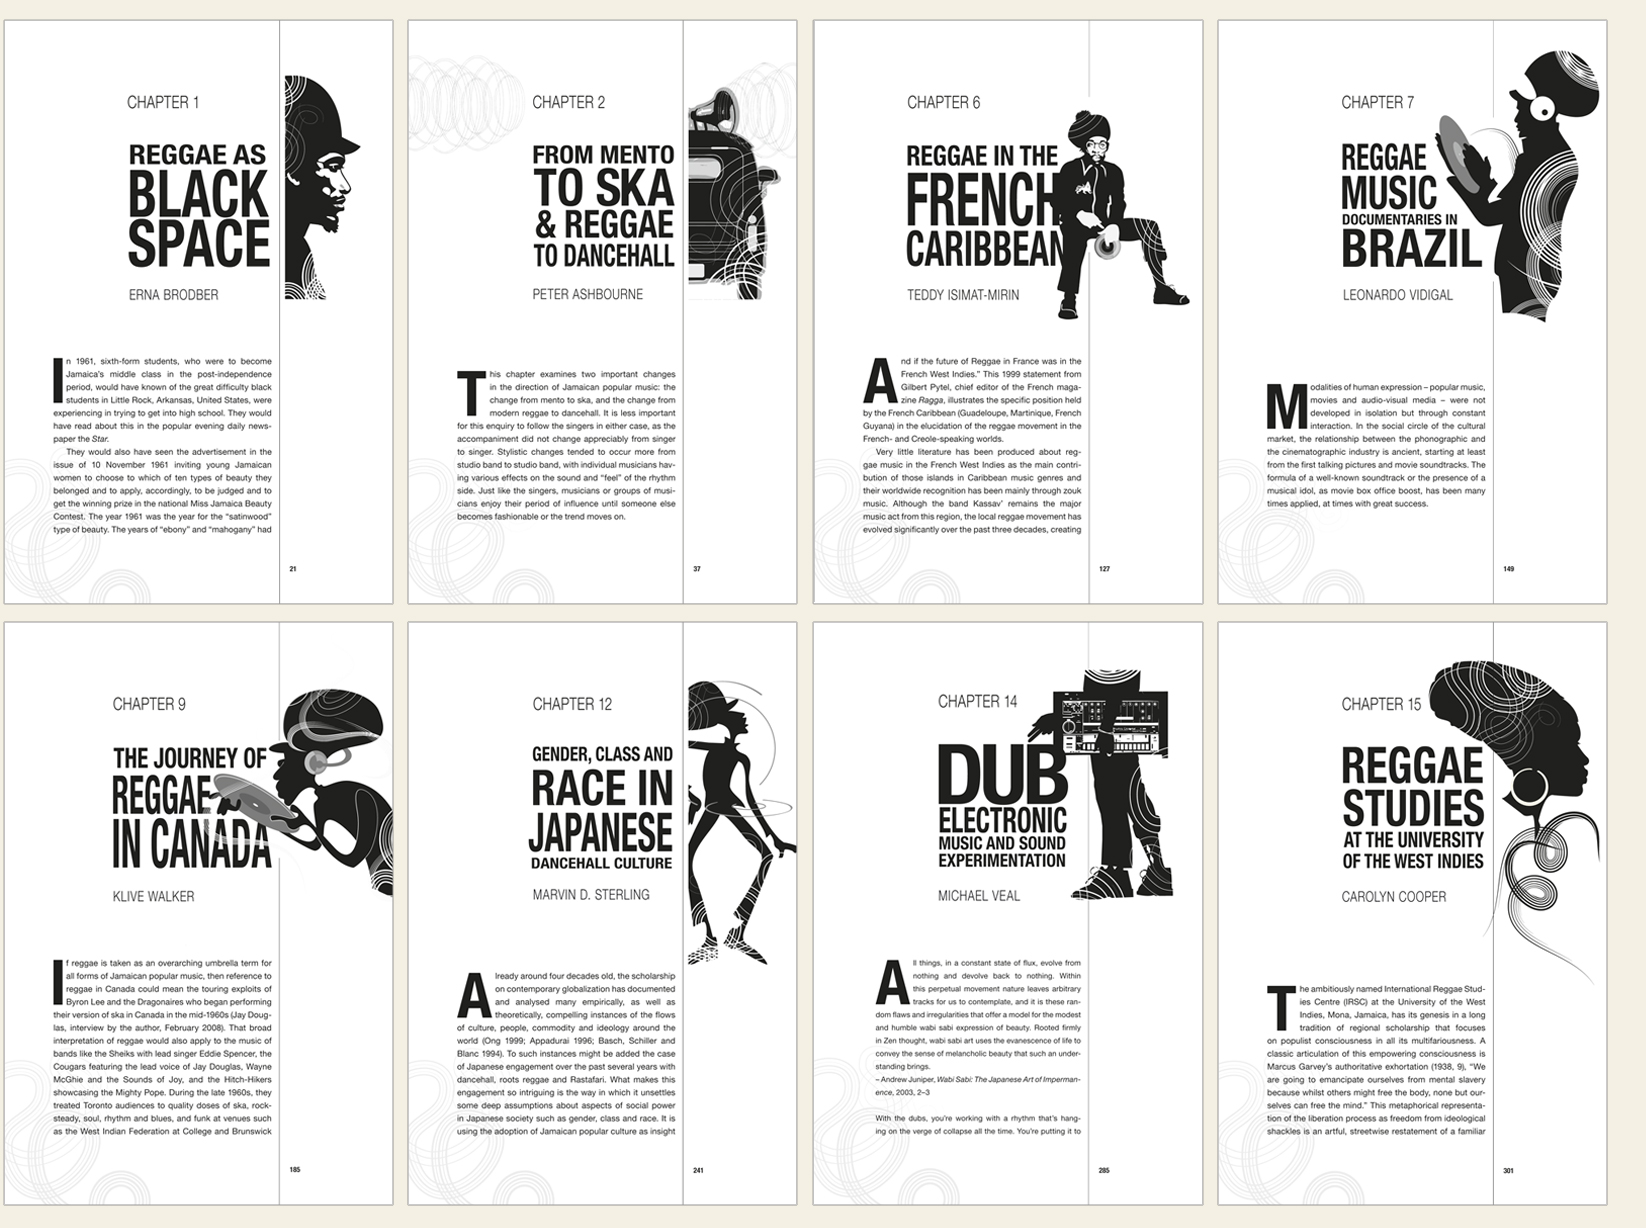 CHAPTER 1
REGGAE AS
BLACK
SPACE
ERNA BRODBER
In 1961, sixth-form students, who were to become
Jamaica's middle class in the post-independence
period, would have known of the great difficulty black
students in Little Rock, Arkansas, United States, were
experiencing in trying to get into high school. They would
have read about this in the popular evening daily news-
paper the Star.
They would also have seen the advertisement in the
issue of 10 November 1961 inviting young Jamaican
women to choose to which of ten types of beauty they
belonged and to apply, accordingly, to be judged and to
get the winning prize in the national Miss Jamaica Beauty
Contest. The year 1961 was the year for the “satinwood”
type of beauty. The years of “ebony” and “mahogany” had
21
CHAPTER 2
FROM MENTO
TO SKA
& REGGAE
TO DANCEHALL
PETER ASHBOURNE
This chapter examines two important changes
in the direction of Jamaican popular music: the
change from mento to ska, and the change from
modern reggae to dancehall. It is less important
for this enquiry to follow the singers in either case, as the
accompaniment did not change appreciably from singer
to singer. Stylistic changes tended to occur more from
studio band to studio band, with individual musicians hav-
ing various effects on the sound and “feel” of the rhythm
side. Just like the singers, musicians or groups of musi-
cians enjoy their period of influence until someone else
becomes fashionable or the trend moves on.
37
CHAPTER 6
REGGAE IN THE
FRENCH
CARIBBEAN
TEDDY ISIMAT-MIRIN
And if the future of Reggae in France was in the
French West Indies.” This 1999 statement from
Gilbert Pytel, chief editor of the French maga-
zine Ragga, illustrates the specific position held
by the French Caribbean (Guadeloupe, Martinique, French
Guyana) in the elucidation of the reggae movement in the
French- and Creole-speaking worlds.
Very little literature has been produced about reg-
gae music in the French West Indies as the main contri-
bution of those islands in Caribbean music genres and
their worldwide recognition has been mainly through zouk
music. Although the band Kassav' remains the major
music act from this region, the local reggae movement has
evolved significantly over the past three decades, creating
127
CHAPTER 7
REGGAE
MUSIC
DOCUMENTARIES IN
BRAZIL
LEONARDO VIDIGAL
Modalities of human expression – popular music,
movies and audio-visual media – were not
developed in isolation but through constant
interaction. In the social circle of the cultural
market, the relationship between the phonographic and
the cinematographic industry is ancient, starting at least
from the first talking pictures and movie soundtracks. The
formula of a well-known soundtrack or the presence of a
musical idol, as movie box office boost, has been many
times applied, at times with great success.
149
CHAPTER 9
THE JOURNEY OF
REGGAE
IN CANADA
KLIVE WALKER
If reggae is taken as an overarching umbrella term for
all forms of Jamaican popular music, then reference to
reggae in Canada could mean the touring exploits of
Byron Lee and the Dragonaires who began performing
their version of ska in Canada in the mid-1960s (Jay Doug-
las, interview by the author, February 2008). That broad
interpretation of reggae would also apply to the music of
bands like the Sheiks with lead singer Eddie Spencer, the
Cougars featuring the lead voice of Jay Douglas, Wayne
McGhie and the Sounds of Joy, and the Hitch-Hikers
showcasing the Mighty Pope. During the late 1960s, they
treated Toronto audiences to quality doses of ska, rock-
steady, soul, rhythm and blues, and funk at venues such
as the West Indian Federation at College and Brunswick
185
CHAPTER 12
GENDER, CLASS AND
RACE IN
JAPANESE
DANCEHALL CULTURE
MARVIN D. STERLING
Already around four decades old, the scholarship
on contemporary globalization has documented
and analysed many empirically, as well as
theoretically, compelling instances of the flows
of culture, people, commodity and ideology around the
world (Ong 1999; Appadurai 1996; Basch, Schiller and
Blanc 1994). To such instances might be added the case
of Japanese engagement over the past several years with
dancehall, roots reggae and Rastafari. What makes this
engagement so intriguing is the way in which it unsettles
some deep assumptions about aspects of social power
in Japanese society such as gender, class and race. It is
using the adoption of Jamaican popular culture as insight
241
CHAPTER 14
DUB
ELECTRONIC
MUSIC AND SOUND
EXPERIMENTATION
MICHAEL VEAL
All things, in a constant state of flux, evolve from
nothing and devolve back to nothing. Within
this perpetual movement nature leaves arbitrary
tracks for us to contemplate, and it is these ran-
dom flaws and irregularities that offer a model for the modest
and humble wabi sabi expression of beauty. Rooted firmly
in Zen thought, wabi sabi art uses the evanescence of life to
convey the sense of melancholic beauty that such an under-
standing brings.
– Andrew Juniper, Wabi Sabi: The Japanese Art of Imperman-
ence, 2003, 2–3
With the dubs, you're working with a rhythm that's hang-
ing on the verge of collapse all the time. You're putting it to
285
CHAPTER 15
REGGAE
STUDIES
AT THE UNIVERSITY
OF THE WEST INDIES
CAROLYN COOPER
The ambitiously named International Reggae Stud-
ies Centre (IRSC) at the University of the West
Indies, Mona, Jamaica, has its genesis in a long
tradition of regional scholarship that focuses
on populist consciousness in all its multifariousness. A
classic articulation of this empowering consciousness is
Marcus Garvey's authoritative exhortation (1938, 9), “We
are going to emancipate ourselves from mental slavery
because whilst others might free the body, none but our-
selves can free the mind.” This metaphorical representa-
tion of the liberation process as freedom from ideological
shackles is an artful, streetwise restatement of a familiar
301